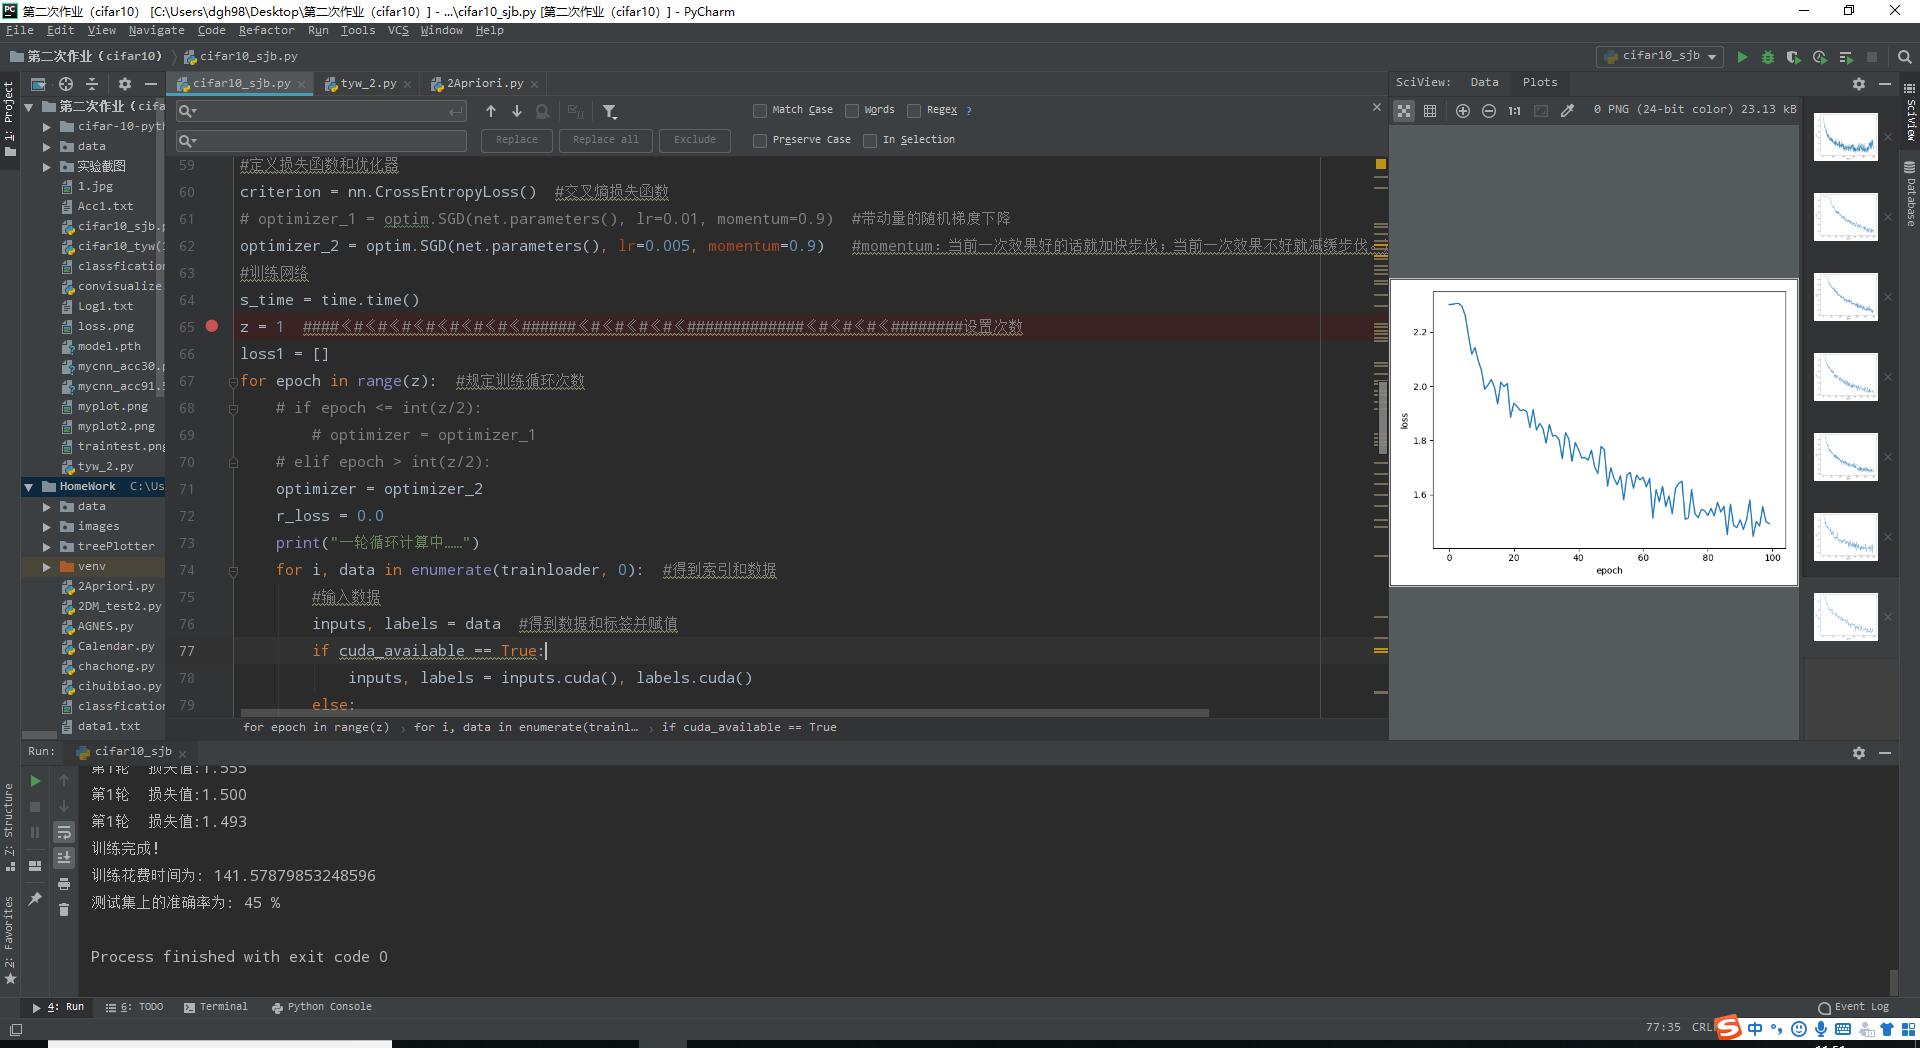 第二次作业（cifar10） [C:\Users\dgh98\Desktop\第二次作业（cifar10）] - ...\cifar10_sjb.py [第二次作业（cifar10）] - PyCharm
File Edit View Navigate Code Refactor Run Tools VCS Window Help
第二次作业（cifar10） cifar10_sjb.py
cifar10_sjb
1: Project
cifar10_sjb.py tyw_2.py 2Apriori.py
第二次作业（cifa
cifar-10-pyth
data
实验截图
1.jpg
Acc1.txt
cifar10_sjb.p
cifar10_tyw(
classfication
convisualize
Log1.txt
loss.png
model.pth
mycnn_acc30.p
mycnn_acc91.
myplot.png
myplot2.png
traintest.png
tyw_2.py
HomeWork C:\Us
data
images
treePlotter
venv
2Apriori.py
2DM_test2.py
AGNES.py
Calendar.py
chachong.py
cihuibiao.py
classfication
data1.txt
Match Case Words Regex ?
Replace Replace all Exclude Preserve Case In Selection
59 #定义损失函数和优化器
60 criterion = nn.CrossEntropyLoss() #交叉熵损失函数
61 # optimizer_1 = optim.SGD(net.parameters(), lr=0.01, momentum=0.9) #带动量的随机梯度下降
62 optimizer_2 = optim.SGD(net.parameters(), lr=0.005, momentum=0.9) #momentum：当前一次效果好的话就加快步伐；当前一次效果不好就减缓步伐。
63 #训练网络
64 s_time = time.time()
65 z = 1 ####《#《#《#《#《#《#《#《######《#《#《#《#《#############《#《#《#《########设置次数
66 loss1 = []
67 for epoch in range(z): #规定训练循环次数
68 # if epoch <= int(z/2):
69 # optimizer = optimizer_1
70 # elif epoch > int(z/2):
71 optimizer = optimizer_2
72 r_loss = 0.0
73 print("一轮循环计算中……")
74 for i, data in enumerate(trainloader, 0): #得到索引和数据
75 #输入数据
76 inputs, labels = data #得到数据和标签并赋值
77 if cuda_available == True:
78 inputs, labels = inputs.cuda(), labels.cuda()
79 else:
for epoch in range(z) › for i, data in enumerate(trainl… › if cuda_available == True
SciView: Data Plots
1:1 0 PNG (24-bit color) 23.13 kB
2.2
2.0
1.8
1.6
loss
0 20 40 60 80 100
epoch
SciView
Database
Run: cifar10_sjb
第1轮 损失值:1.555
第1轮 损失值:1.500
第1轮 损失值:1.493
训练完成!
训练花费时间为: 141.57879853248596
测试集上的准确率为: 45 %
Process finished with exit code 0
Z: Structure
2: Favorites
4: Run 6: TODO Terminal Python Console Event Log
77:35 CRL
S 中